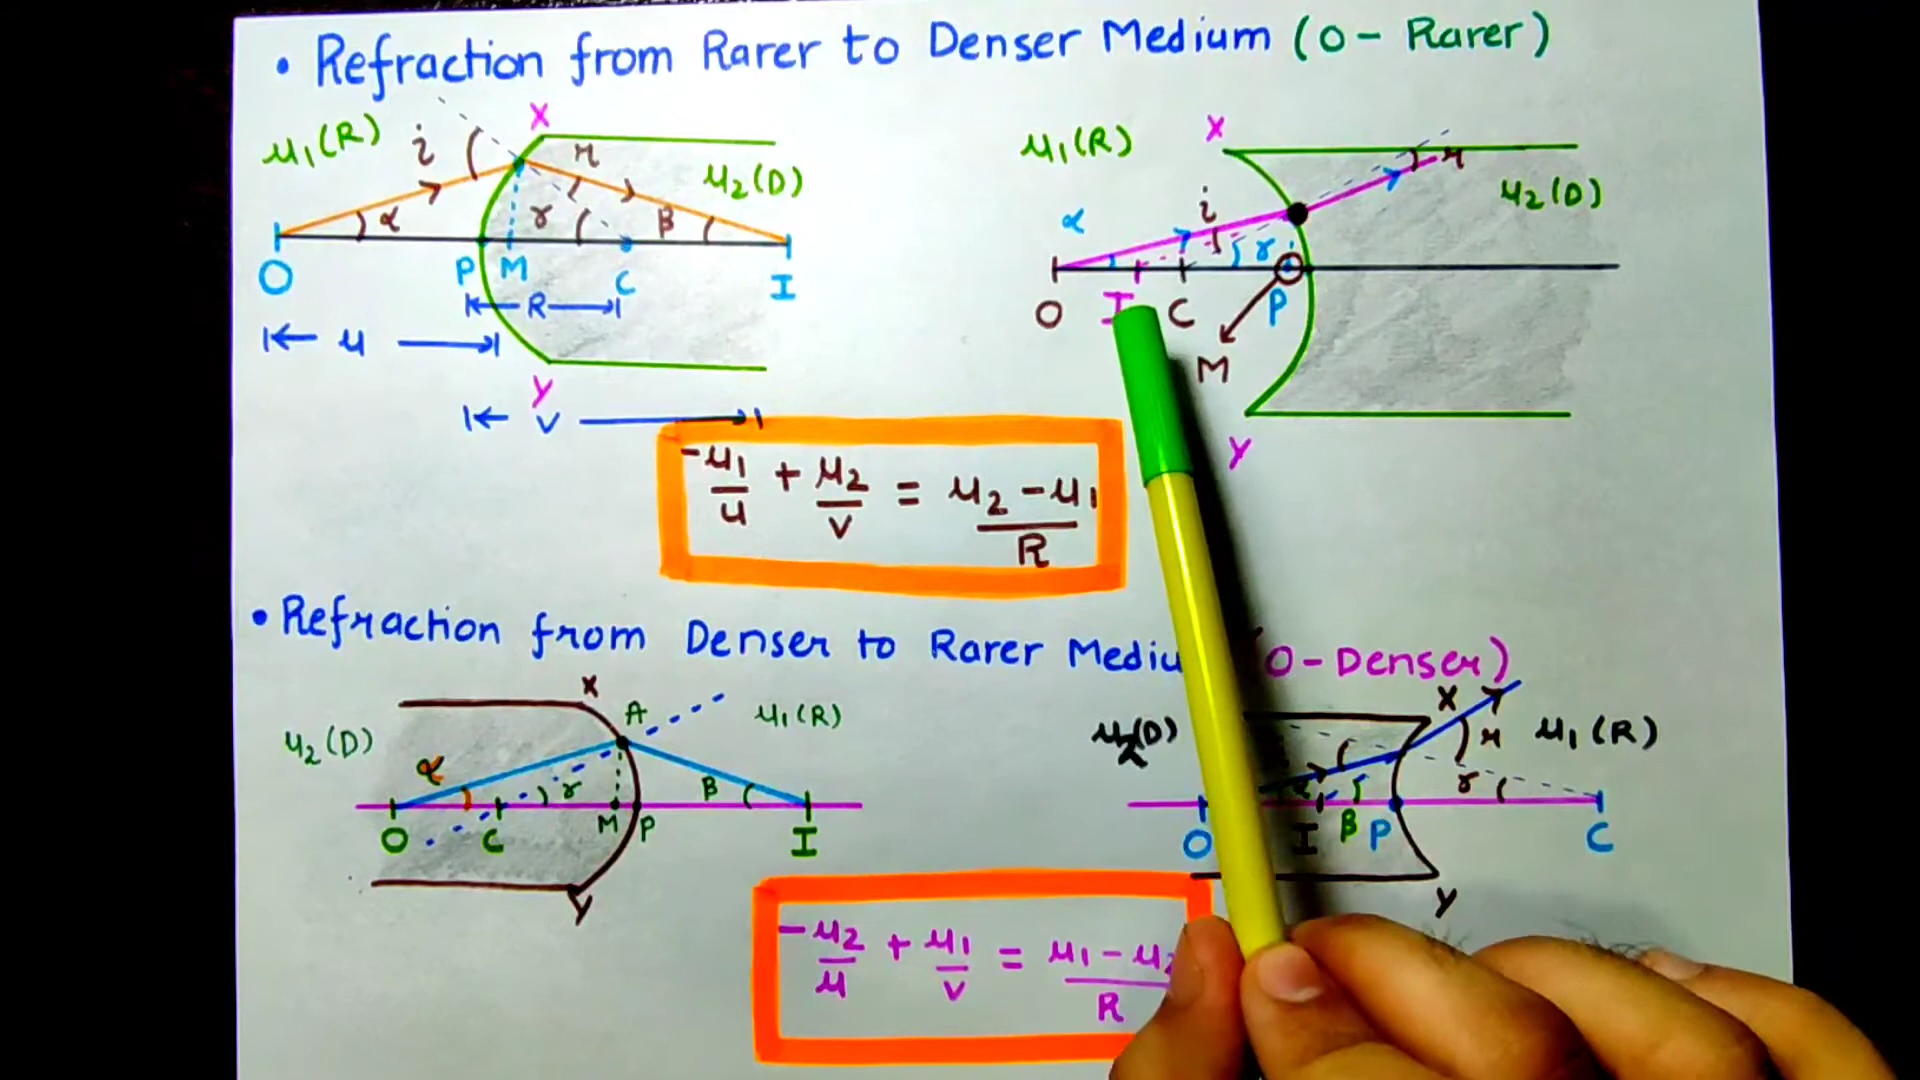 • Refraction from Rarer to Denser Medium (O - Rarer)
μ1(R) i X r μ2(D)
α γ β
O P M C I
R
u
Y
v
μ1(R) X r μ2(D)
α i γ
O I C P
M
Y
-μ1/u + μ2/v = μ2 - μ1/R
• Refraction from Denser to Rarer Mediu (O - Denser)
μ2(D) X A μ1(R)
α γ β
O C M P I
Y
μ2(D) X r μ1(R)
γ
O I β P C
Y
-μ2/u + μ1/v = μ1 - μ2/R